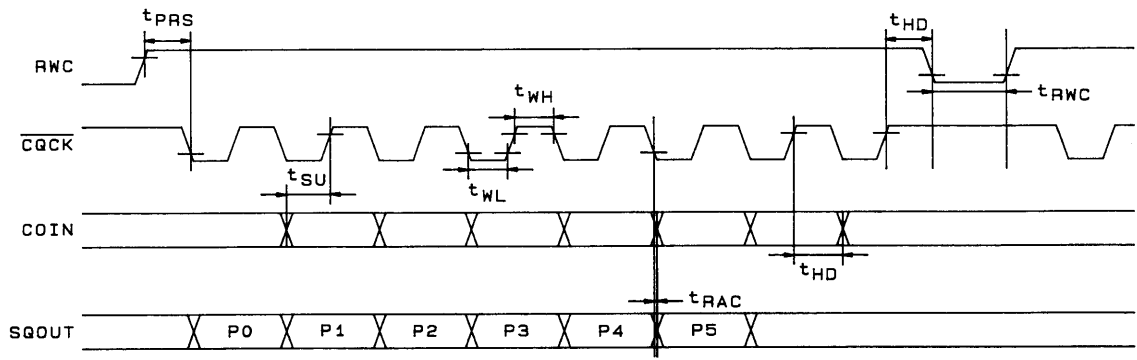 tPRS
tHD
RWC
tRWC
tWH
CQCK
tSU
tWL
COIN
tHD
tRAC
SQOUT
P0 P1 P2 P3 P4 P5